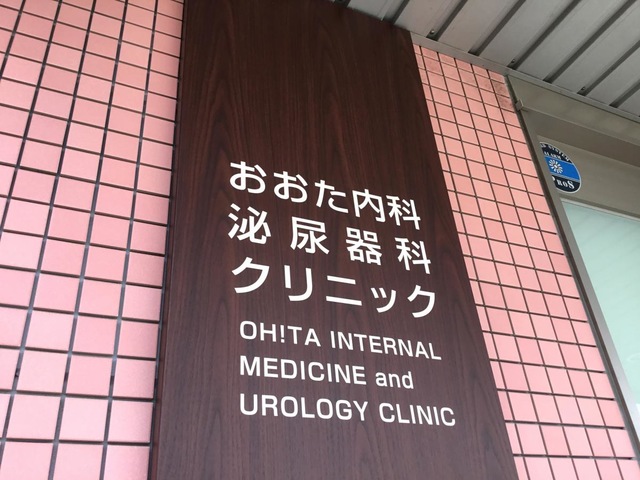 おおた内科
泌尿器科
クリニック
OH!TA INTERNAL
MEDICINE and
UROLOGY CLINIC